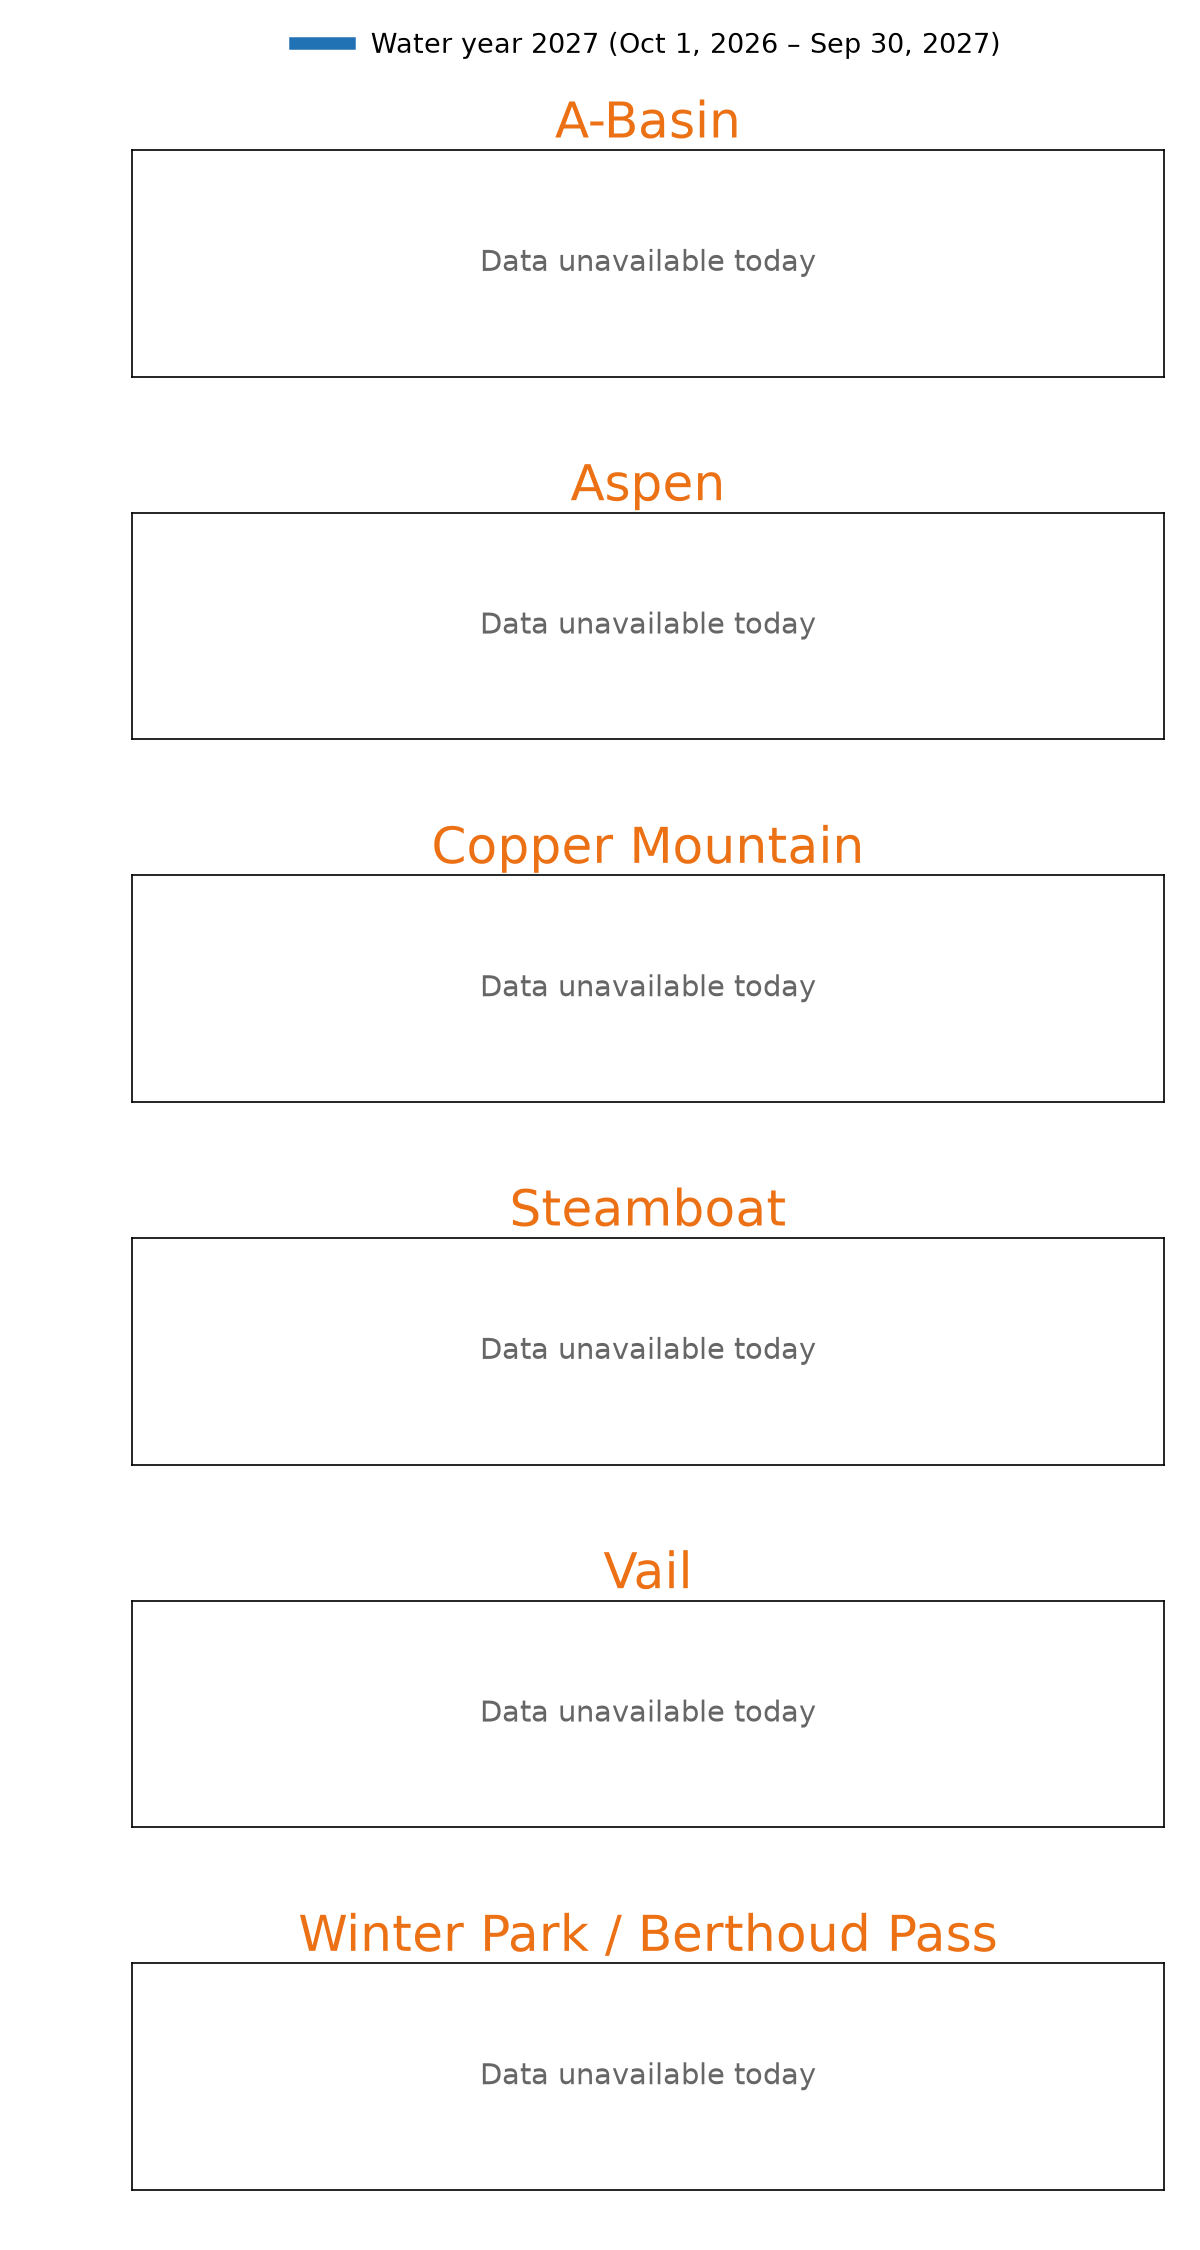 Water year 2027 (Oct 1, 2026 – Sep 30, 2027)
A-Basin
Data unavailable today
Aspen
Data unavailable today
Copper Mountain
Data unavailable today
Steamboat
Data unavailable today
Vail
Data unavailable today
Winter Park / Berthoud Pass
Data unavailable today